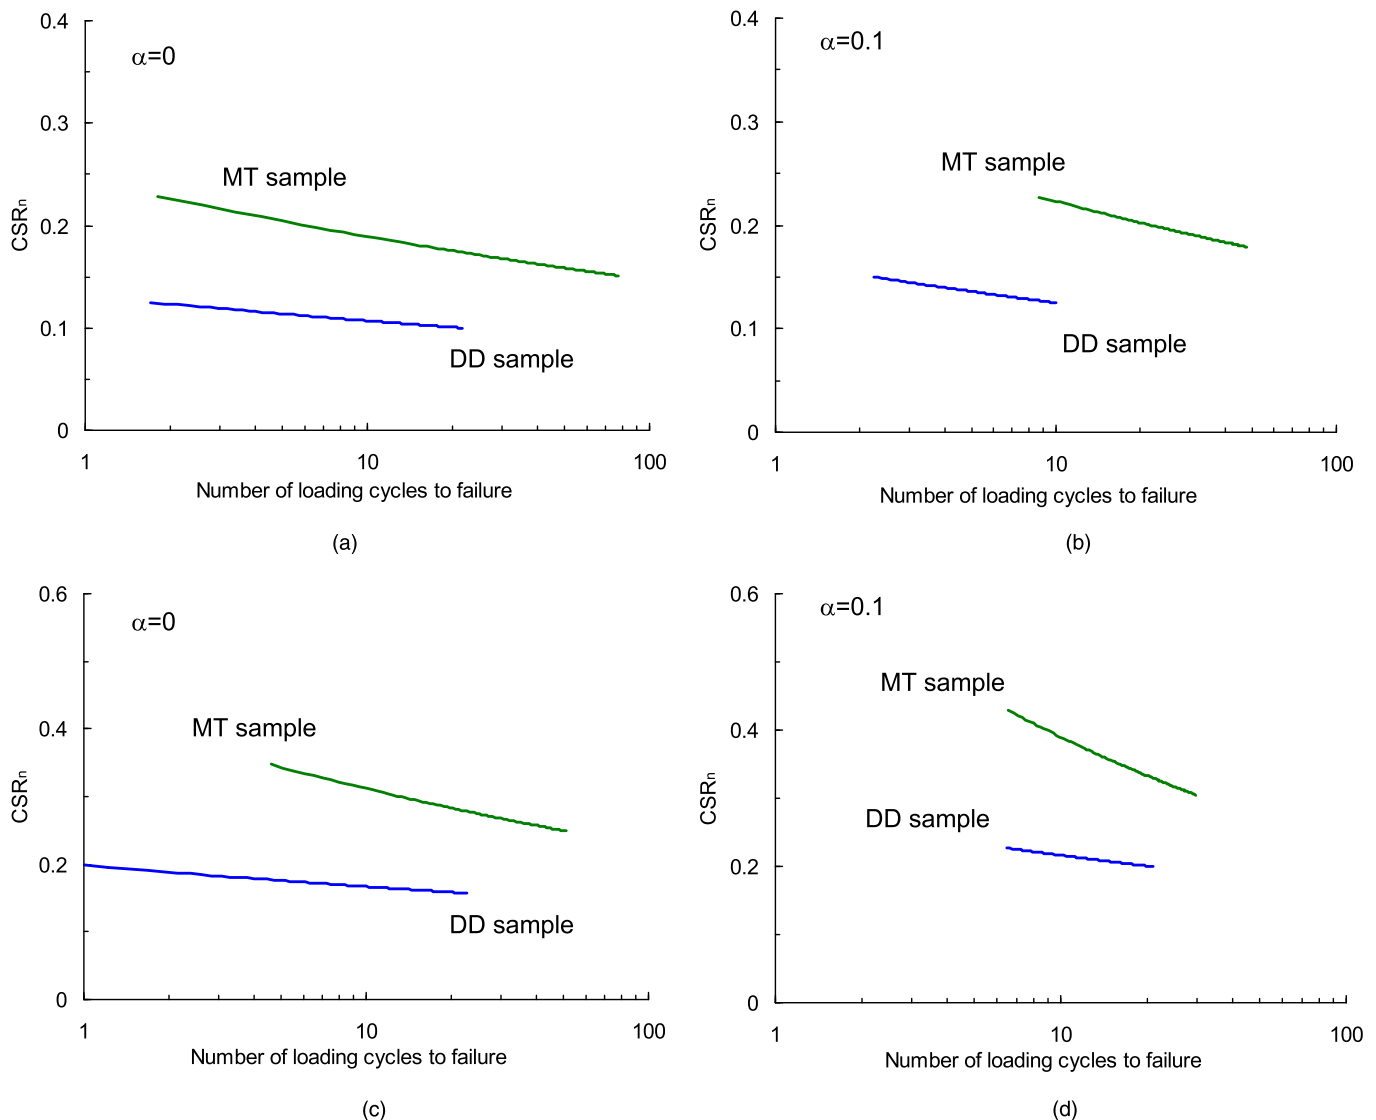 α=0
MT sample
DD sample
CSRn
0.4
0.3
0.2
0.1
0
1
10
100
Number of loading cycles to failure
(a)
α=0.1
MT sample
DD sample
CSRn
0.4
0.3
0.2
0.1
0
1
10
100
Number of loading cycles to failure
(b)
α=0
MT sample
DD sample
CSRn
0.6
0.4
0.2
0
1
10
100
Number of loading cycles to failure
(c)
α=0.1
MT sample
DD sample
CSRn
0.6
0.4
0.2
0
1
10
100
Number of loading cycles to failure
(d)